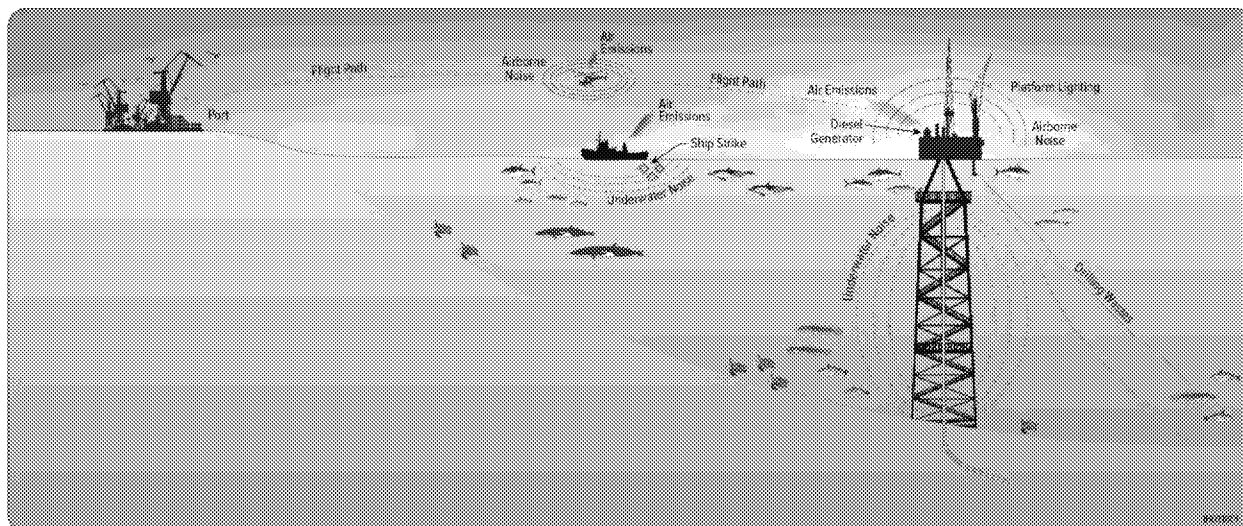 Air
Emissions
Airborne
Noise
Flight Path
Flight Path
Air Emissions
Platform Lighting
Port
Air
Emissions
Diesel
Generator
Airborne
Noise
Ship Strike
Underwater Noise
Underwater Noise
Drilling Wastes